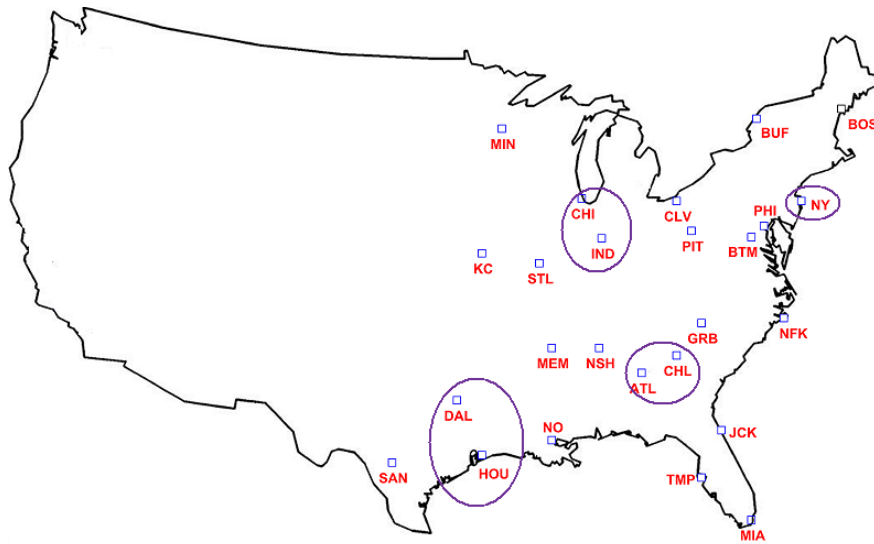 BOS
BUF
MIN
CHI
CLV
NY
PHI
PIT
IND
BTM
KC
STL
NFK
GRB
MEM
NSH
CHL
ATL
DAL
NO
JCK
HOU
SAN
TMP
MIA